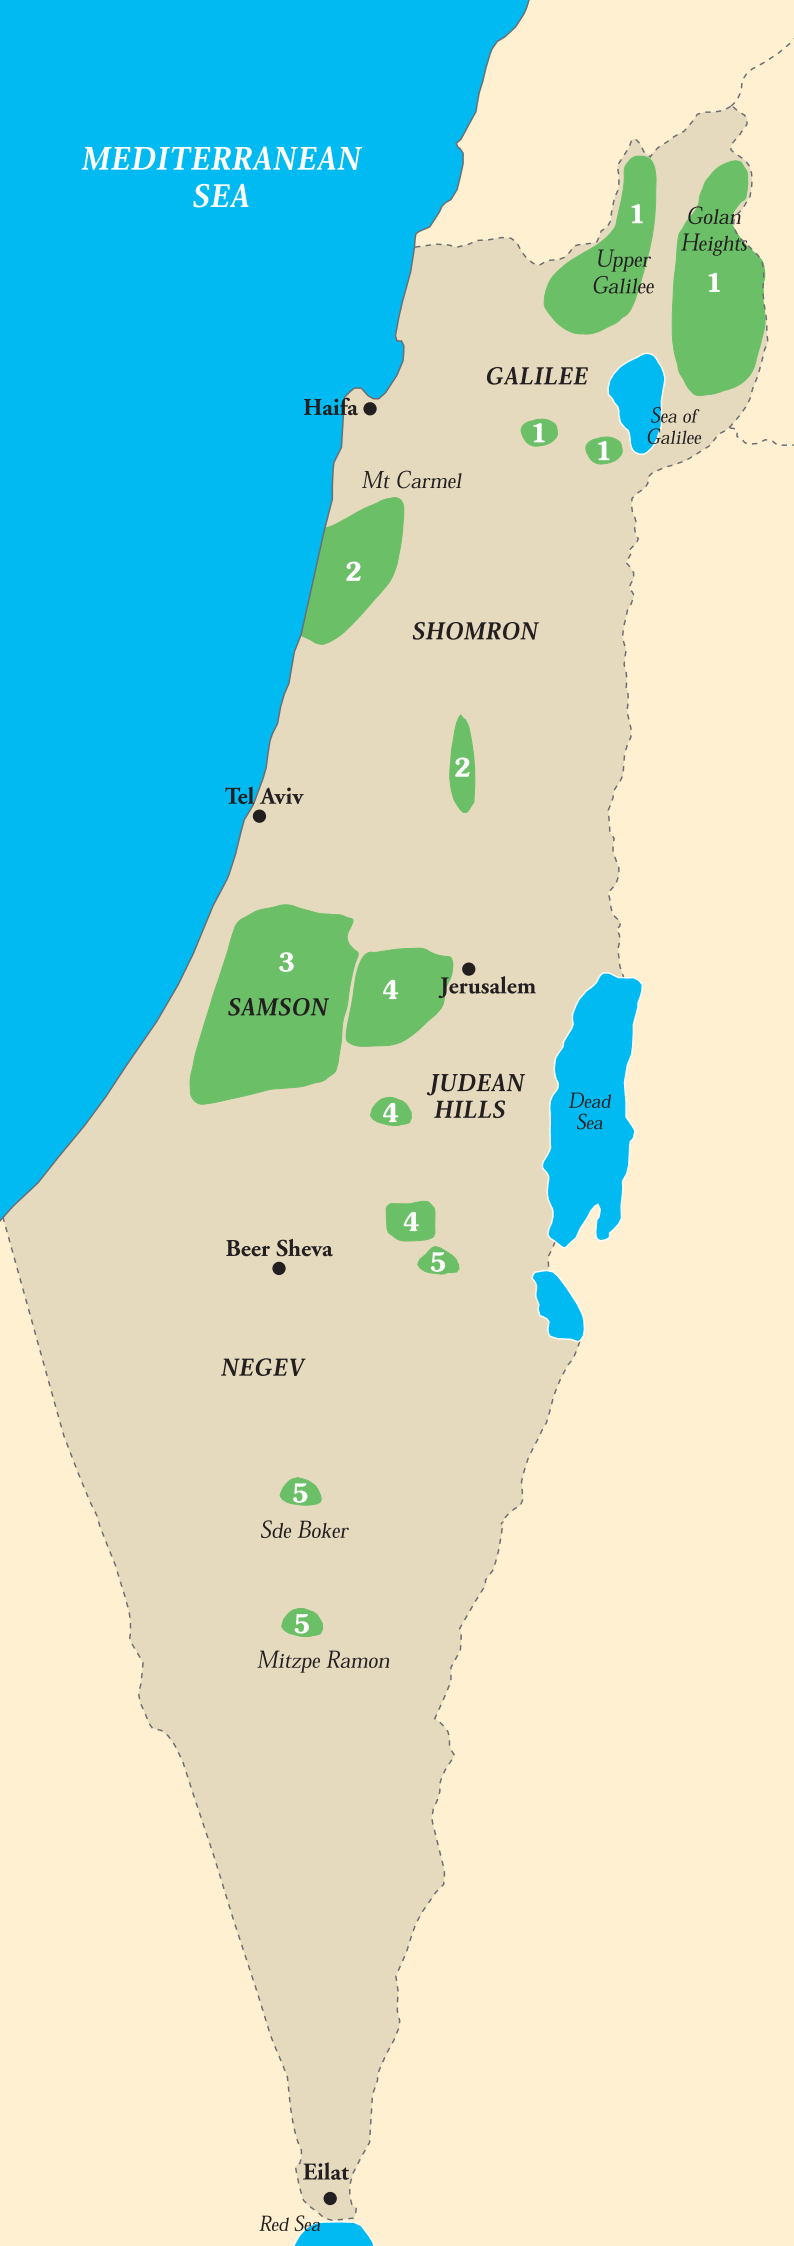 MEDITERRANEAN
SEA
1
Golan
Heights
1
Upper
Galilee
GALILEE
Haifa
Sea of
Galilee
1
1
Mt Carmel
2
SHOMRON
2
Tel Aviv
3
SAMSON
4
Jerusalem
JUDEAN
HILLS
Dead
Sea
4
4
Beer Sheva
5
NEGEV
5
Sde Boker
5
Mitzpe Ramon
Eilat
Red Sea